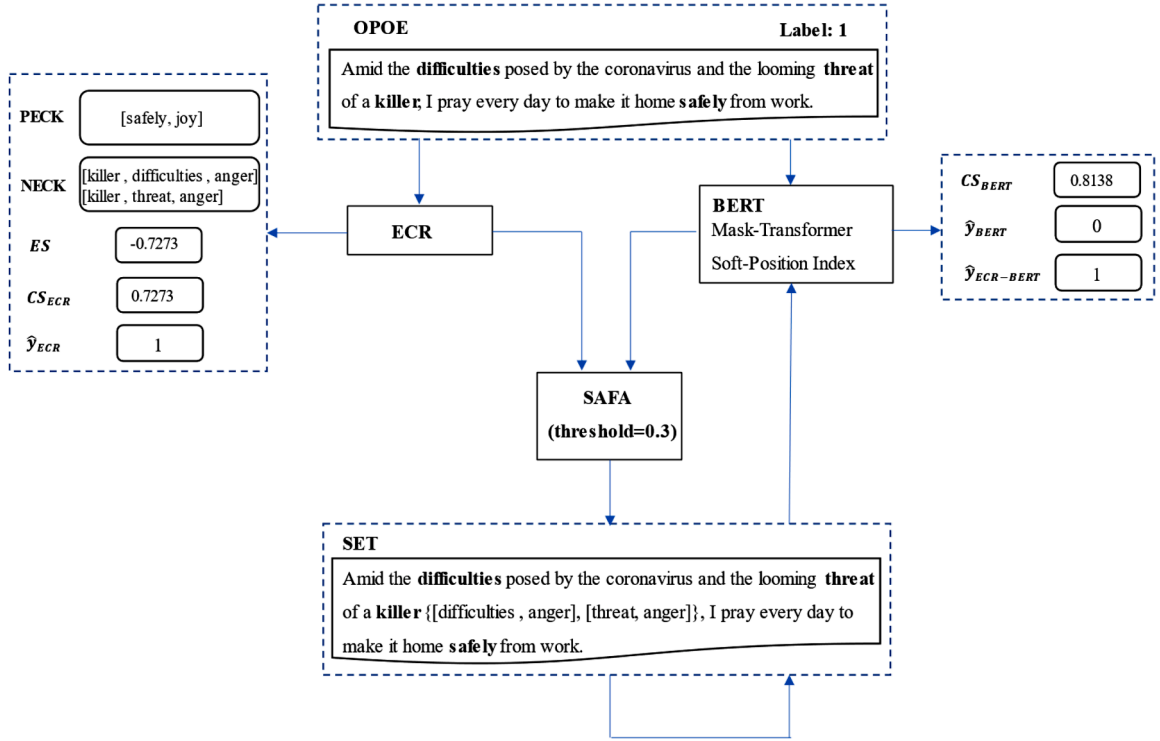 OPOE
Label: 1
Amid the difficulties posed by the coronavirus and the looming threat
of a killer, I pray every day to make it home safely from work.
PECK
[safely, joy]
NECK
[killer , difficulties , anger]
[killer , threat, anger]
ES
-0.7273
CS_ECR
0.7273
ŷ_ECR
1
ECR
BERT
Mask-Transformer
Soft-Position Index
CS_BERT
0.8138
ŷ_BERT
0
ŷ_ECR−BERT
1
SAFA
(threshold=0.3)
SET
Amid the difficulties posed by the coronavirus and the looming threat
of a killer {[difficulties , anger], [threat, anger]}, I pray every day to
make it home safely from work.